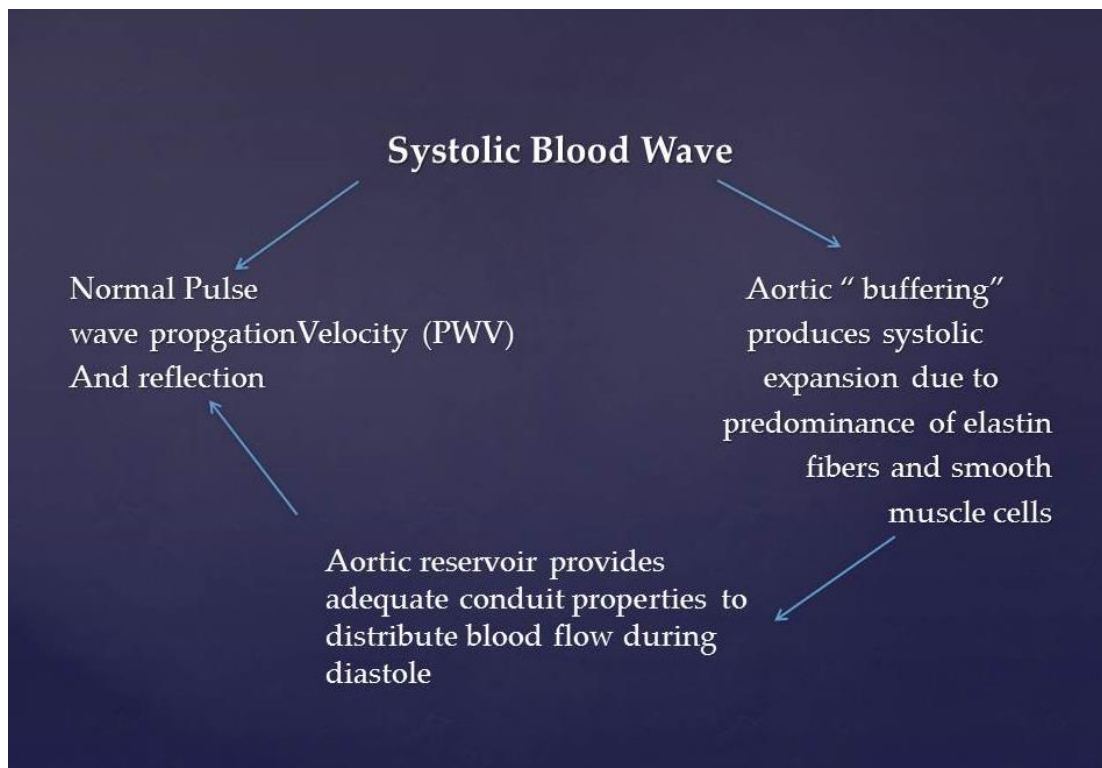 Systolic Blood Wave
Normal Pulse
wave propgationVelocity (PWV)
And reflection
Aortic “ buffering”
produces systolic
expansion due to
predominance of elastin
fibers and smooth
muscle cells
Aortic reservoir provides
adequate conduit properties to
distribute blood flow during
diastole